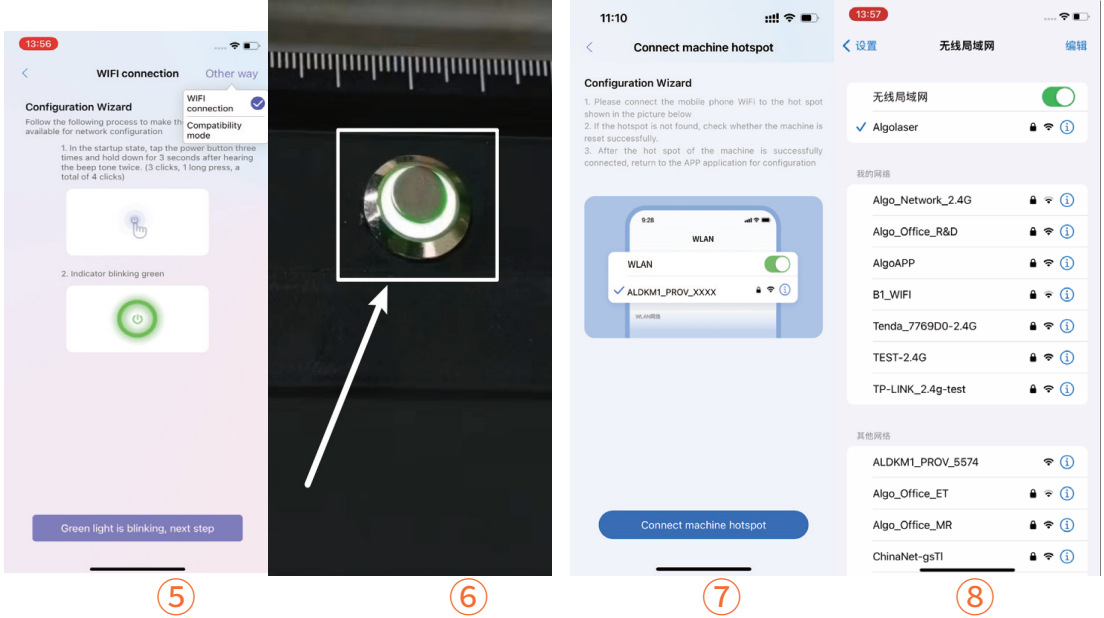 13:56
WIFI connection
Other way
WIFI
connection
Compatibility
mode
Configuration Wizard
Follow the following process to make th
available for network configuration
1. In the startup state, tap the power button three
times and hold down for 3 seconds after hearing
the beep tone twice. (3 clicks, 1
long press, a
total of 4 clicks)
2. Indicator blinking green
Green light is blinking, next step
⑤
⑥
11:10
Connect machine hotspot
Configuration Wizard
1. Please connect the mobile phone WiFi to the hot spot
shown in the picture below
2. If the hotspot is not found, check whether the machine is
reset successfully
3. After the hot spot of the machine is successfully
connected, return to the APP application for configuration
9:28
WLAN
WLAN
ALDKM1_PROV_XXXX
WLAN网络
Connect machine hotspot
⑦
13:57
设置
无线局域网
编辑
无线局域网
Algolaser
我的网络
Algo_Network_2.4G
Algo_Office_R&D
AlgoAPP
B1_WIFI
Tenda_7769D0-2.4G
TEST-2.4G
TP-LINK_2.4g-test
其他网络
ALDKM1_PROV_5574
Algo_Office_ET
Algo_Office_MR
ChinaNet-gsTl
⑧